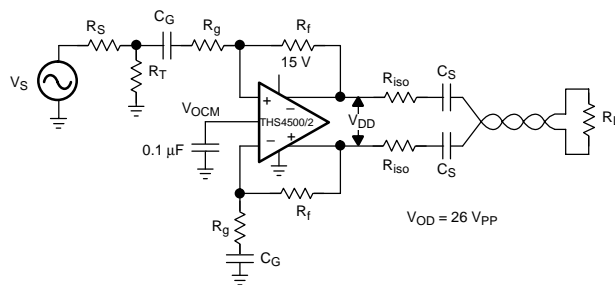 C_G
R_S
R_g
R_f
15 V
V_S
R_T
R_iso
C_S
V_OCM
+
−
THS4500/2
V_DD
−
+
R_L
0.1 μF
R_iso
C_S
R_f
R_g
V_OD = 26 V_PP
C_G